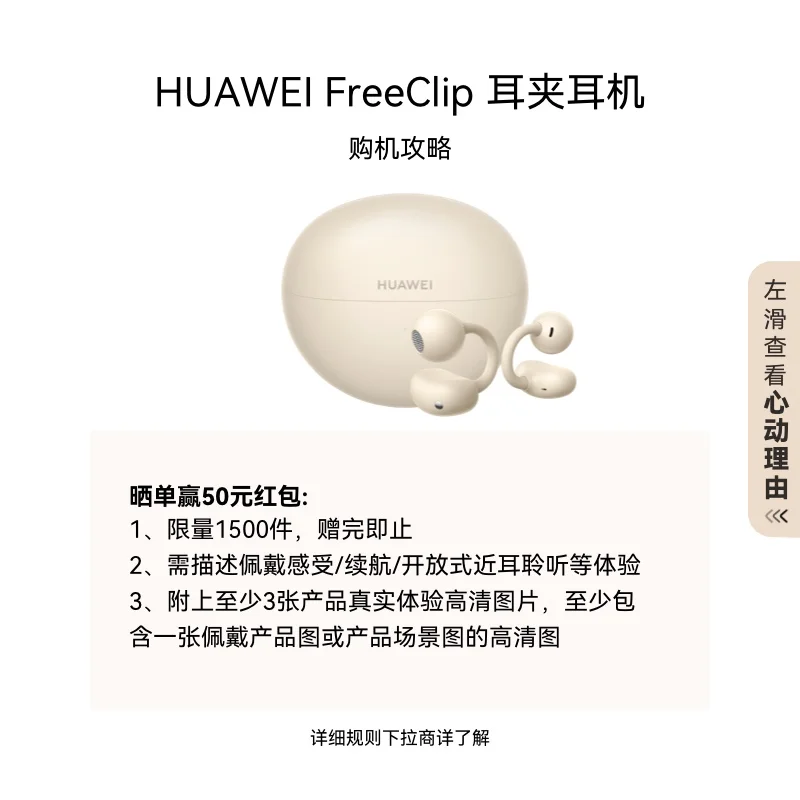 HUAWEI FreeClip 耳夹耳机
购机攻略
HUAWEI
左滑查看心动理由
晒单赢50元红包:
1、限量1500件，赠完即止
2、需描述佩戴感受/续航/开放式近耳聆听等体验
3、附上至少3张产品真实体验高清图片，至少包
含一张佩戴产品图或产品场景图的高清图
详细规则下拉商详了解